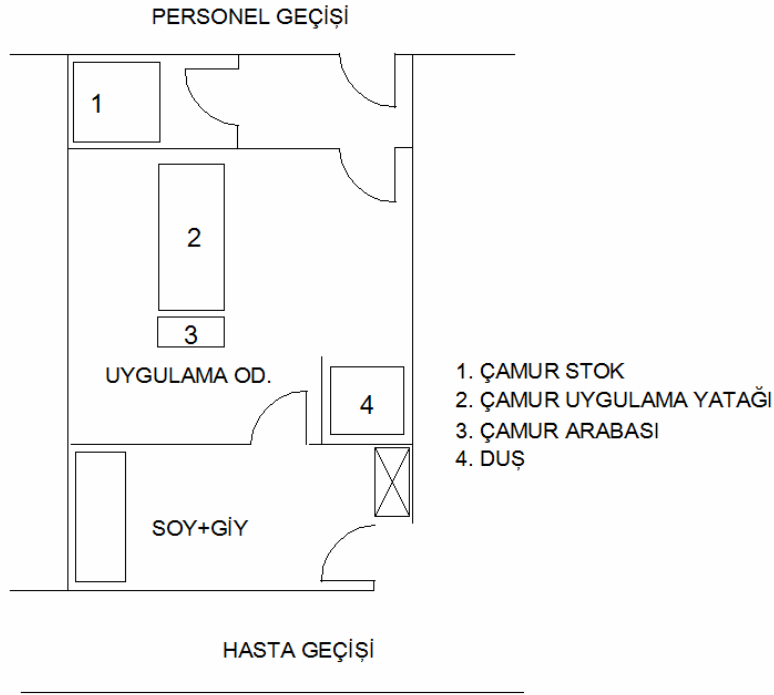 PERSONEL GEÇİŞİ
1
2
3
UYGULAMA OD.
4
1. ÇAMUR STOK
2. ÇAMUR UYGULAMA YATAĞI
3. ÇAMUR ARABASI
4. DUŞ
SOY+GİY
HASTA GEÇİŞİ